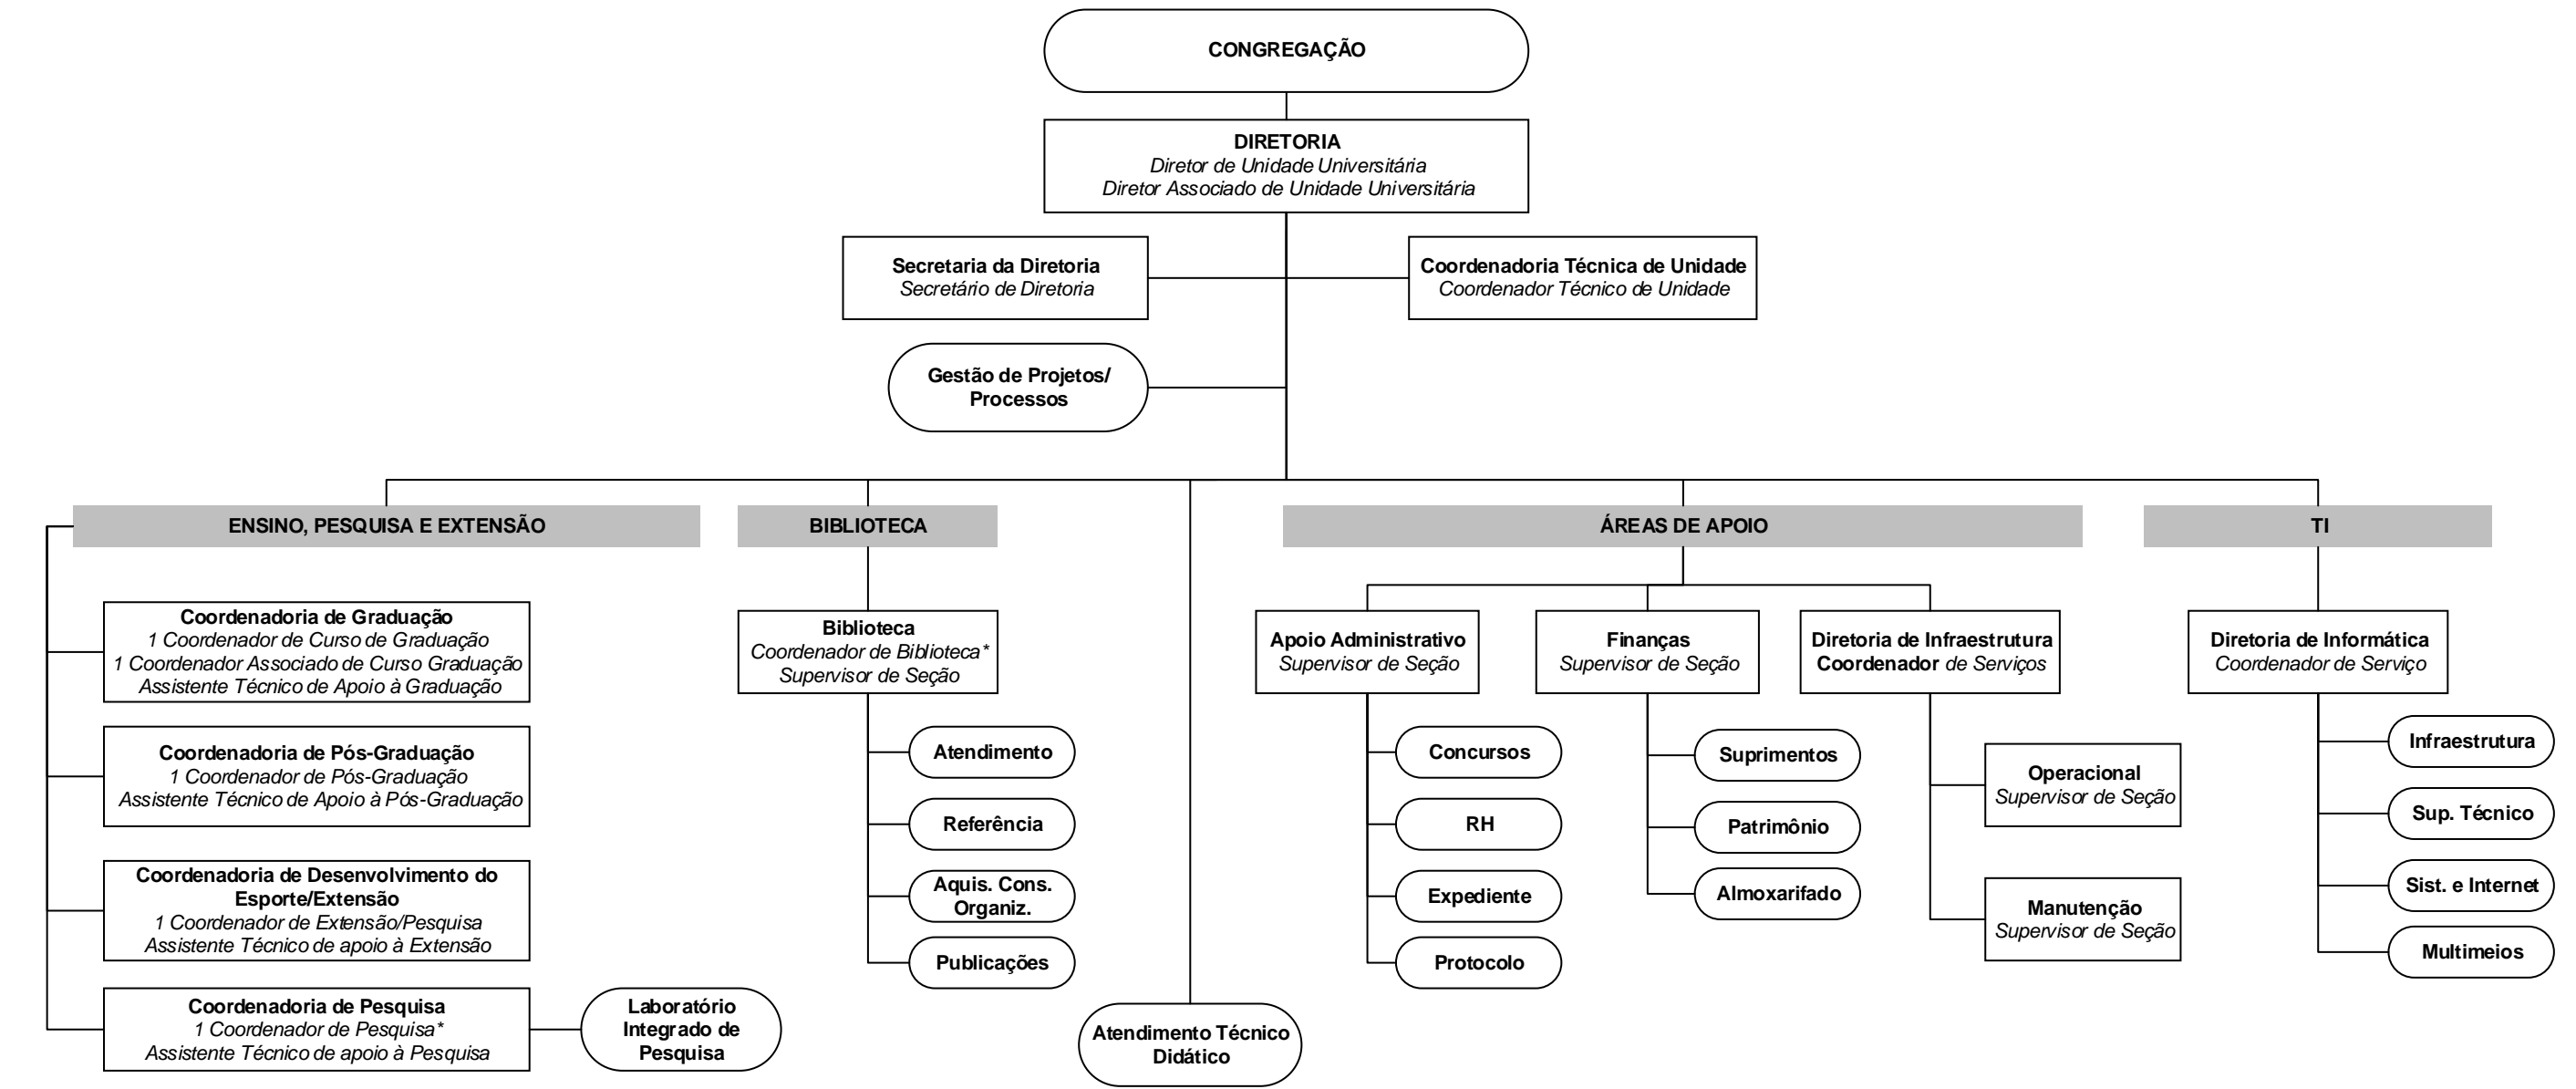 CONGREGAÇÃO
DIRETORIA
Diretor de Unidade Universitária
Diretor Associado de Unidade Universitária
Secretaria da Diretoria
Secretário de Diretoria
Coordenadoria Técnica de Unidade
Coordenador Técnico de Unidade
Gestão de Projetos/
Processos
ENSINO, PESQUISA E EXTENSÃO
Coordenadoria de Graduação
1 Coordenador de Curso de Graduação
1 Coordenador Associado de Curso Graduação
Assistente Técnico de Apoio à Graduação
Coordenadoria de Pós-Graduação
1 Coordenador de Pós-Graduação
Assistente Técnico de Apoio à Pós-Graduação
Coordenadoria de Desenvolvimento do
Esporte/Extensão
1 Coordenador de Extensão/Pesquisa
Assistente Técnico de apoio à Extensão
Coordenadoria de Pesquisa
1 Coordenador de Pesquisa*
Assistente Técnico de apoio à Pesquisa
Laboratório
Integrado de
Pesquisa
BIBLIOTECA
Biblioteca
Coordenador de Biblioteca*
Supervisor de Seção
Atendimento
Referência
Aquis. Cons.
Organiz.
Publicações
Atendimento Técnico
Didático
ÁREAS DE APOIO
Apoio Administrativo
Supervisor de Seção
Concursos
RH
Expediente
Protocolo
Finanças
Supervisor de Seção
Suprimentos
Patrimônio
Almoxarifado
Diretoria de Infraestrutura
Coordenador de Serviços
Operacional
Supervisor de Seção
Manutenção
Supervisor de Seção
TI
Diretoria de Informática
Coordenador de Serviço
Infraestrutura
Sup. Técnico
Sist. e Internet
Multimeios